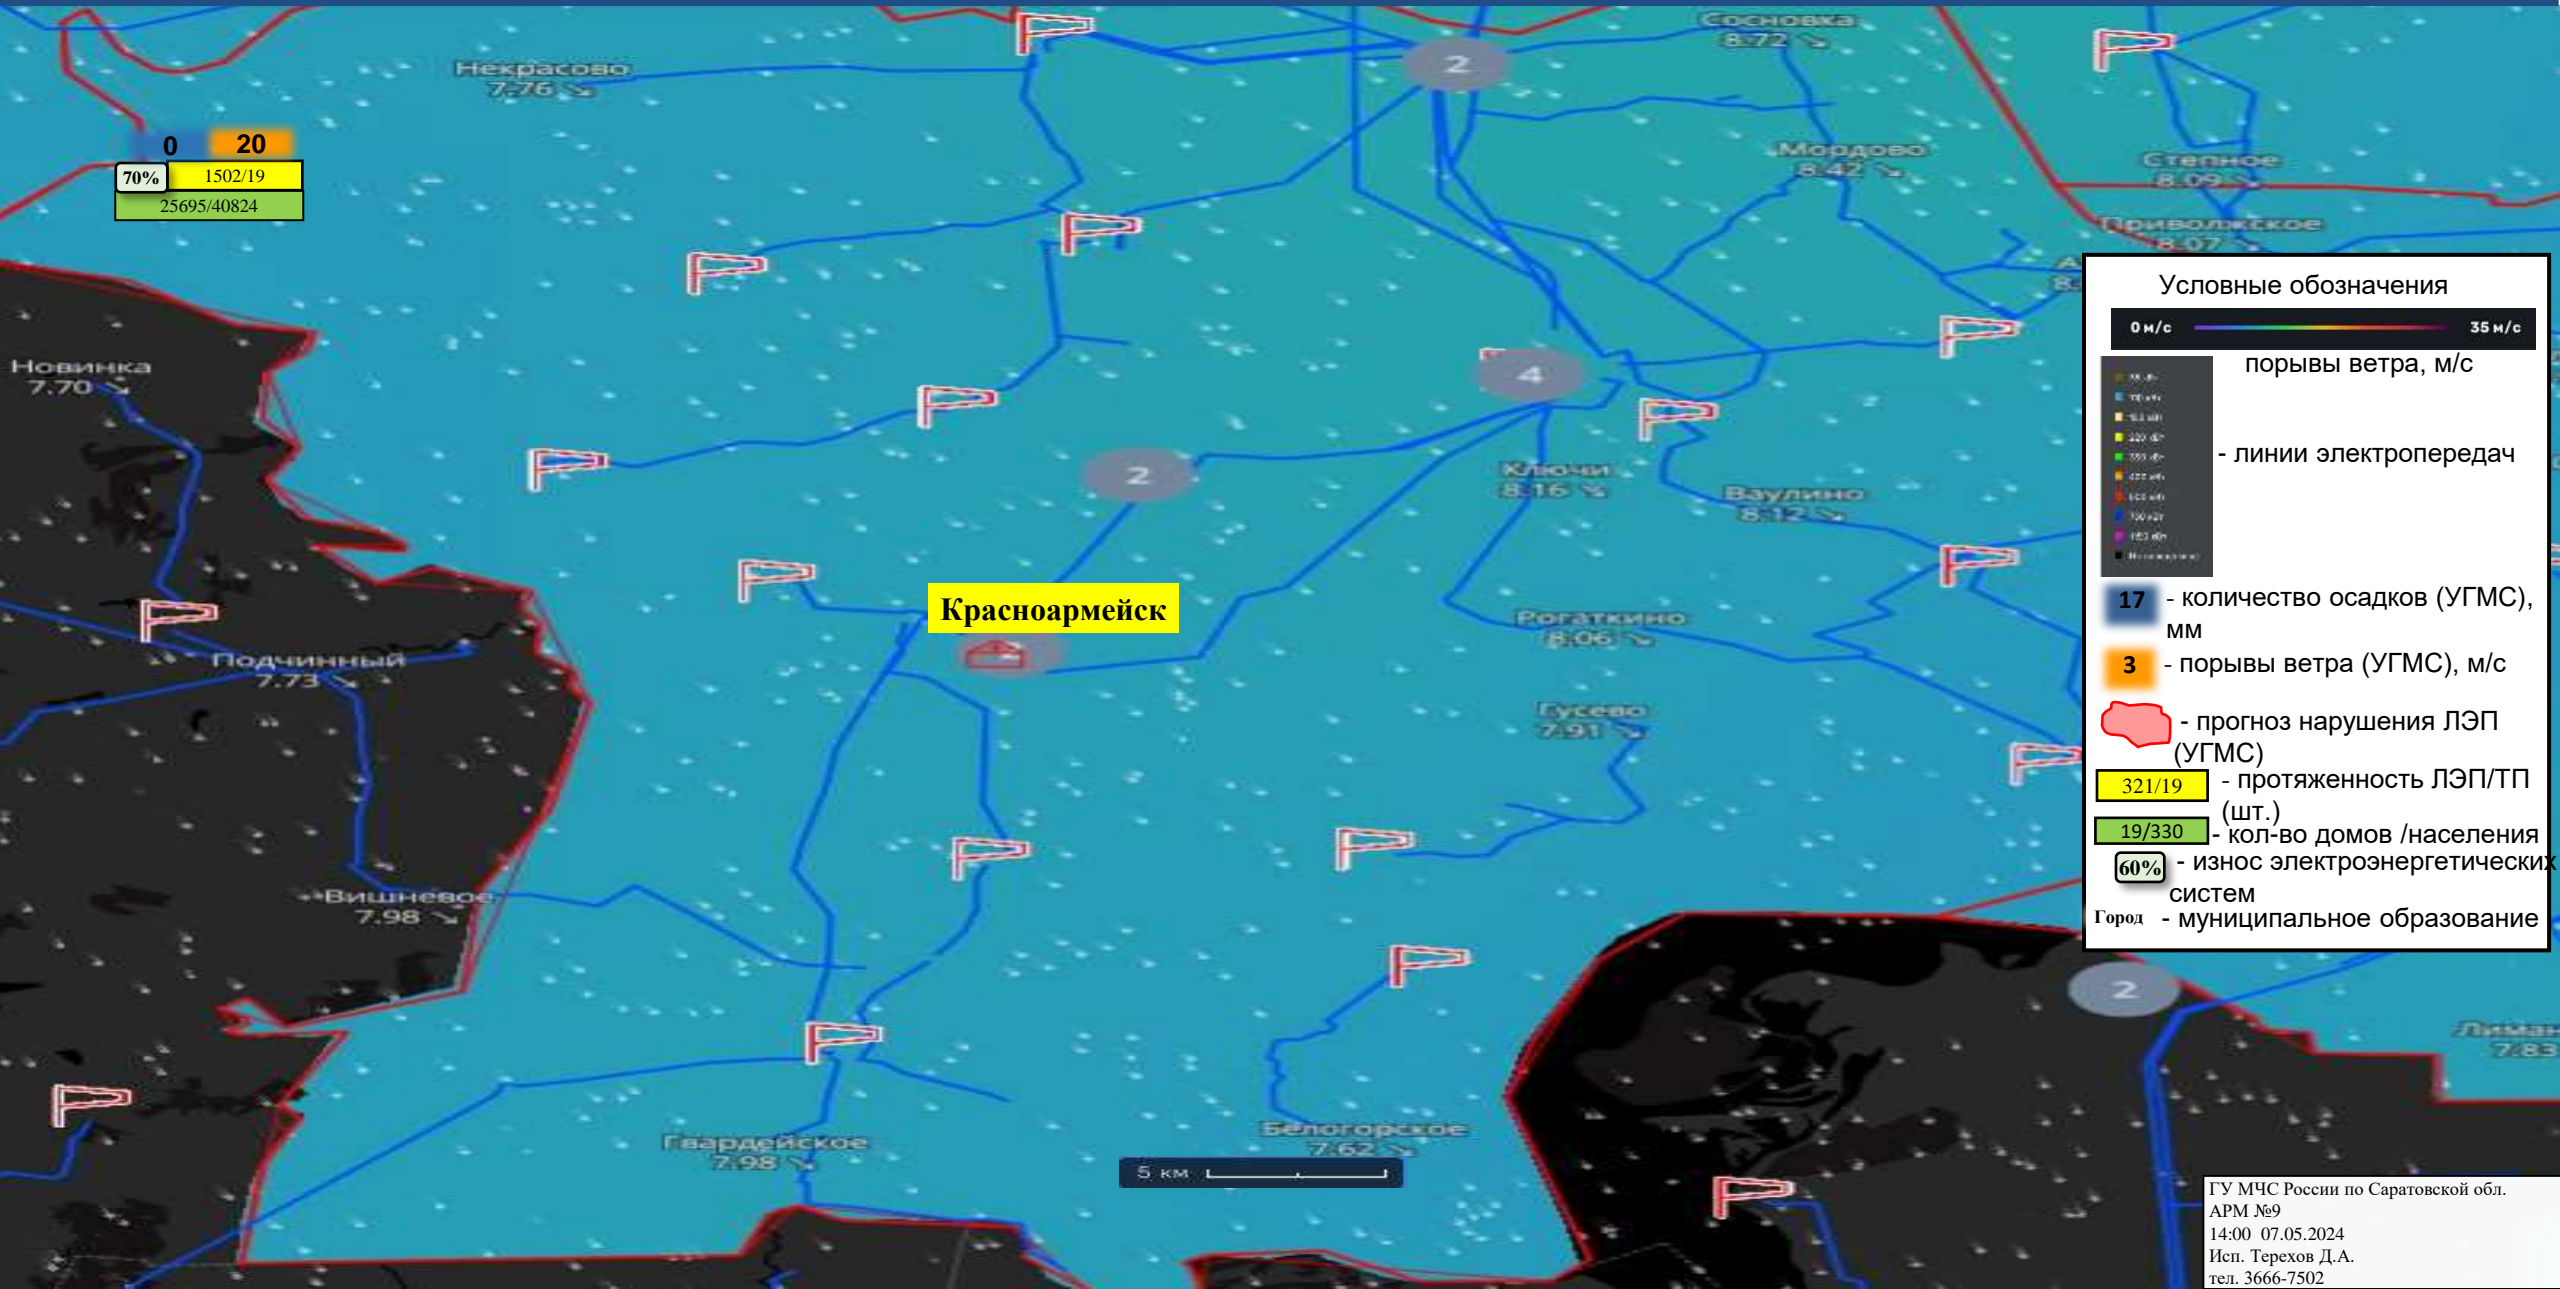 Сосновка
8.72
2
Некрасово
7.76
0 20
70% 1502/19
25695/40824
Мордово
8.42
Степное
8.09
Приволжское
8.07
Новинка
7.70
4
2
Ключи
8.16
Ваулино
8.12
Красноармейск
Рогаткино
8.06
Подчинный
7.73
Гусево
7.91
Вишневое
7.98
2
Лиман
7.83
Гвардейское
7.98
Белогорское
7.62
5 км
Условные обозначения
0 м/с 35 м/с
порывы ветра, м/с
- линии электропередач
17 - количество осадков (УГМС),
мм
3 - порывы ветра (УГМС), м/с
- прогноз нарушения ЛЭП
(УГМС)
321/19 - протяженность ЛЭП/ТП
(шт.)
19/330 - кол-во домов /населения
60% - износ электроэнергетических
систем
Город - муниципальное образование
ГУ МЧС России по Саратовской обл.
АРМ №9
14:00 07.05.2024
Исп. Терехов Д.А.
тел. 3666-7502